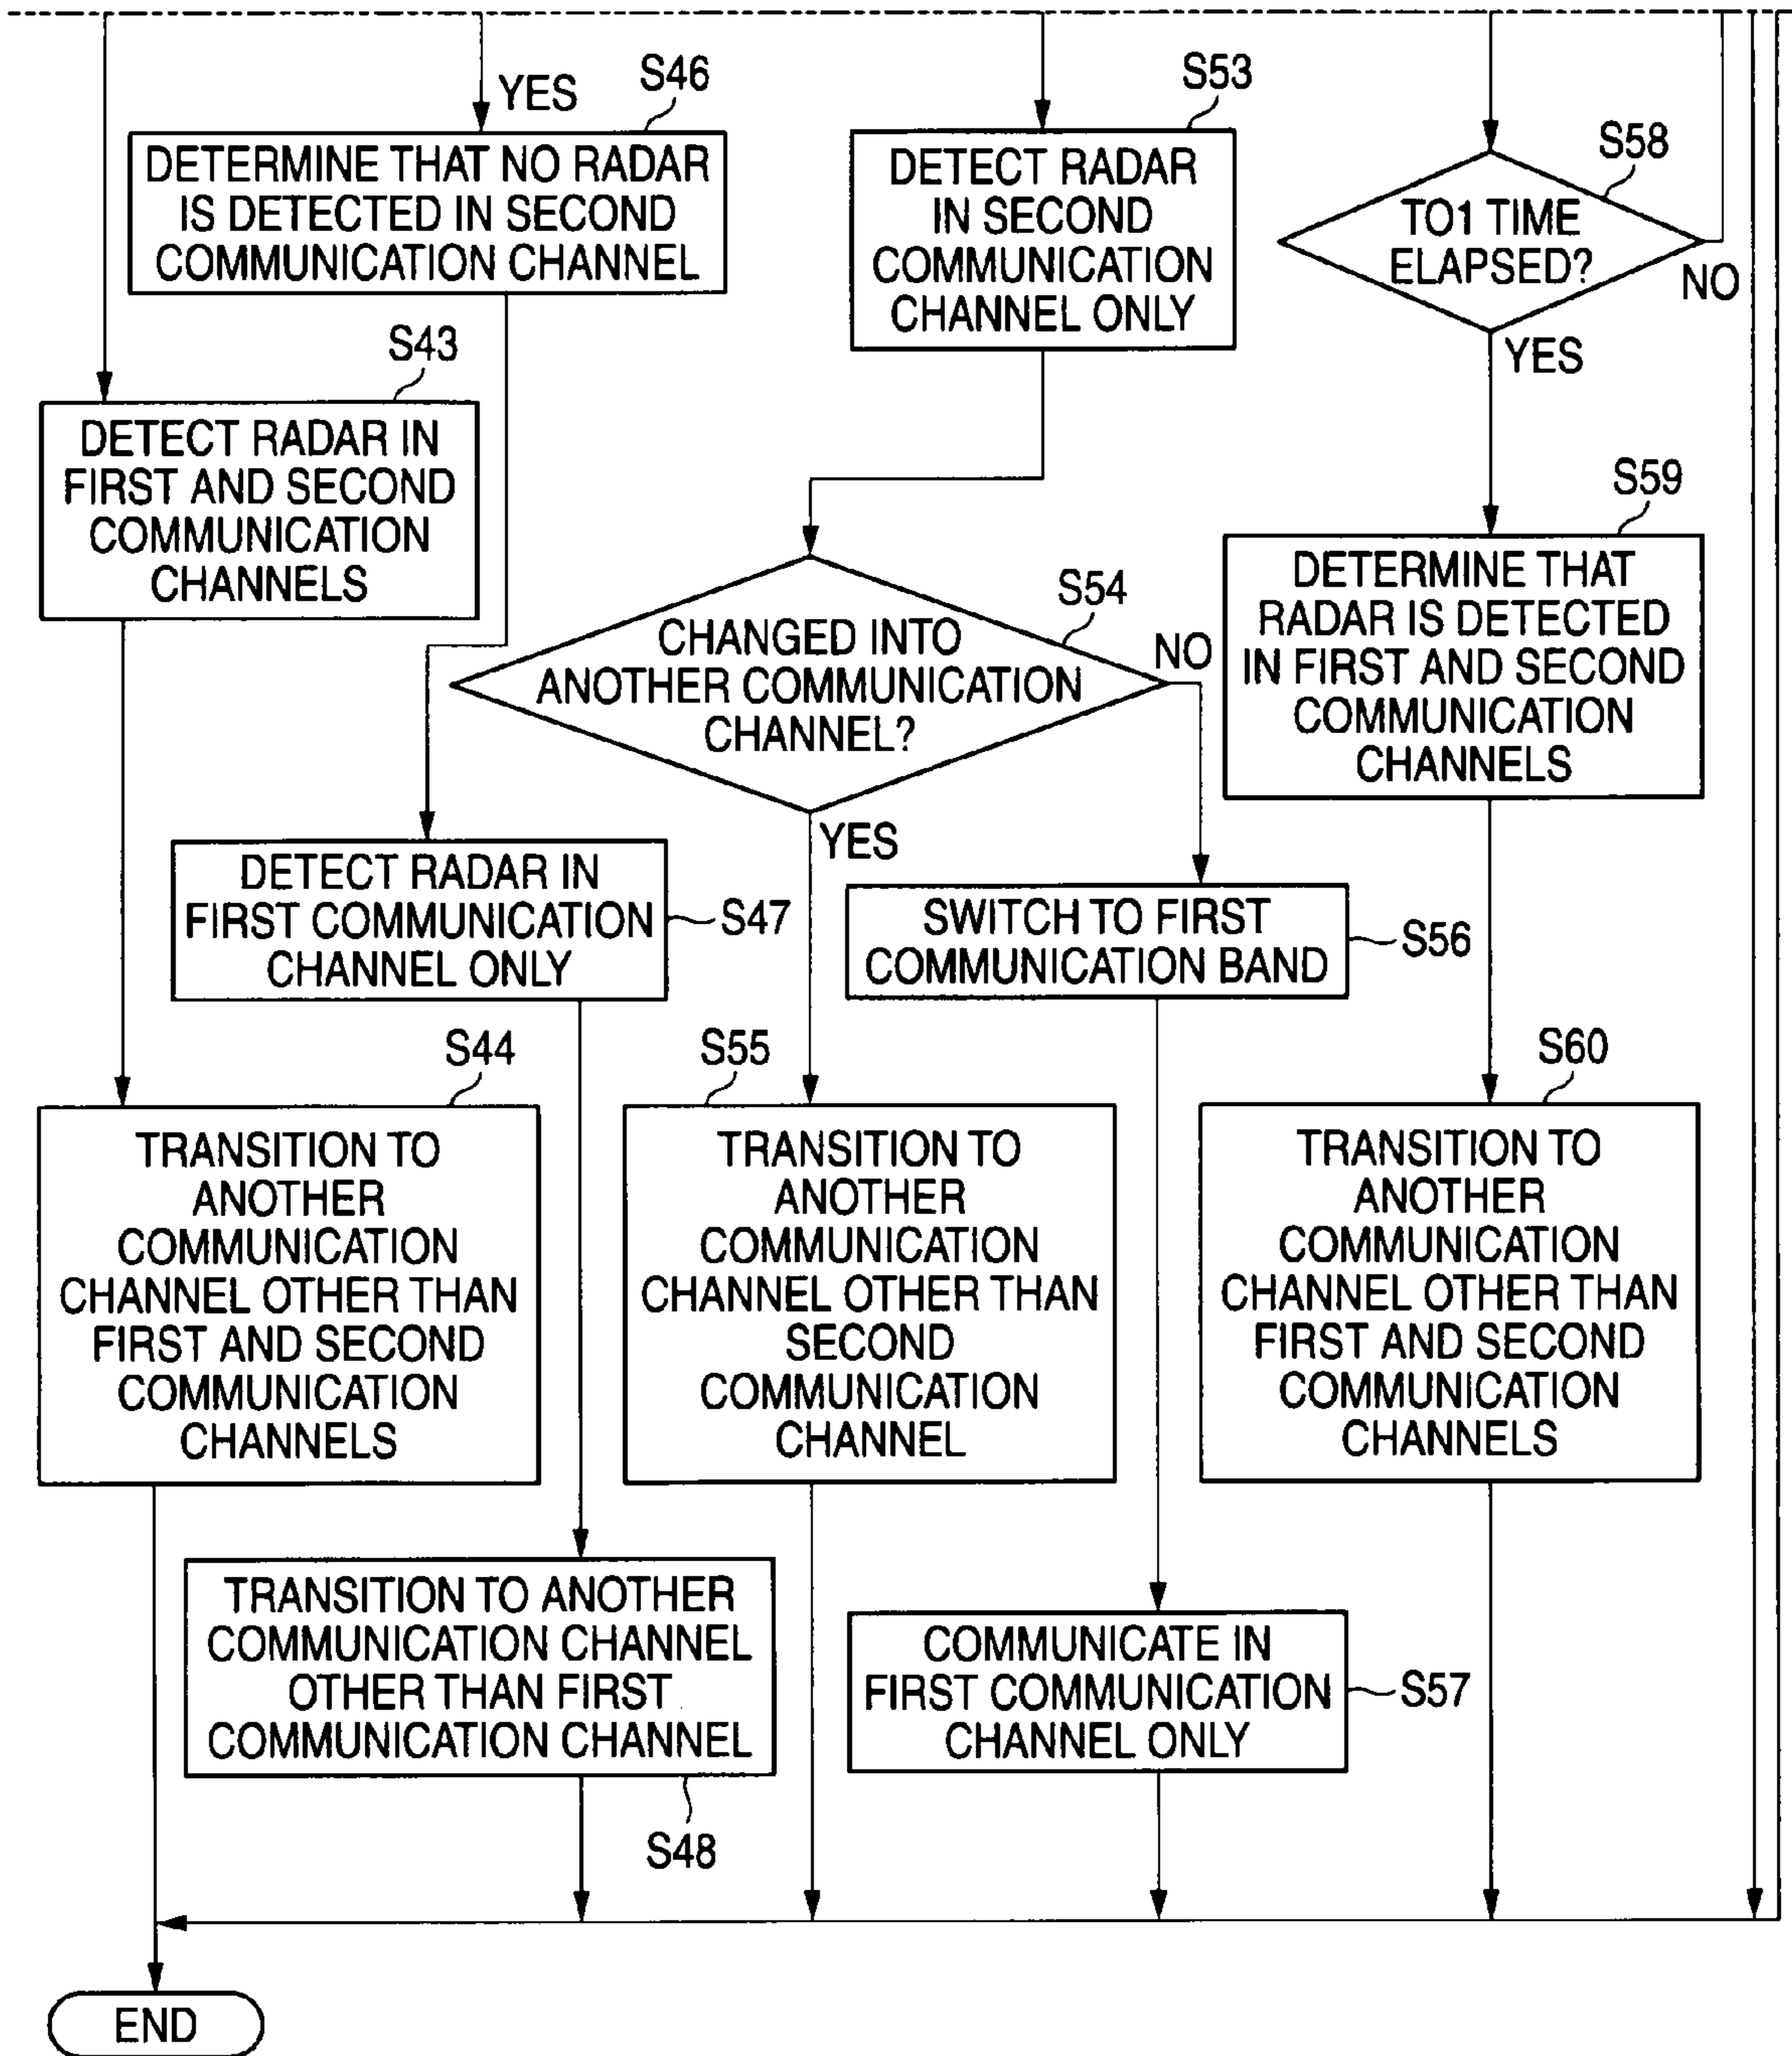 YES
S46
DETERMINE THAT NO RADAR
IS DETECTED IN SECOND
COMMUNICATION CHANNEL
S53
DETECT RADAR
IN SECOND
COMMUNICATION
CHANNEL ONLY
S58
TO1 TIME
ELAPSED?
NO
YES
S43
DETECT RADAR IN
FIRST AND SECOND
COMMUNICATION
CHANNELS
S54
CHANGED INTO
ANOTHER COMMUNICATION
CHANNEL?
NO
YES
S59
DETERMINE THAT
RADAR IS DETECTED
IN FIRST AND SECOND
COMMUNICATION
CHANNELS
DETECT RADAR IN
FIRST COMMUNICATION
CHANNEL ONLY
S47
SWITCH TO FIRST
COMMUNICATION BAND
S56
S44
TRANSITION TO
ANOTHER
COMMUNICATION
CHANNEL OTHER THAN
FIRST AND SECOND
COMMUNICATION
CHANNELS
S55
TRANSITION TO
ANOTHER
COMMUNICATION
CHANNEL OTHER THAN
SECOND
COMMUNICATION
CHANNEL
S60
TRANSITION TO
ANOTHER
COMMUNICATION
CHANNEL OTHER THAN
FIRST AND SECOND
COMMUNICATION
CHANNELS
TRANSITION TO ANOTHER
COMMUNICATION CHANNEL
OTHER THAN FIRST
COMMUNICATION CHANNEL
S48
COMMUNICATE IN
FIRST COMMUNICATION
CHANNEL ONLY
S57
END